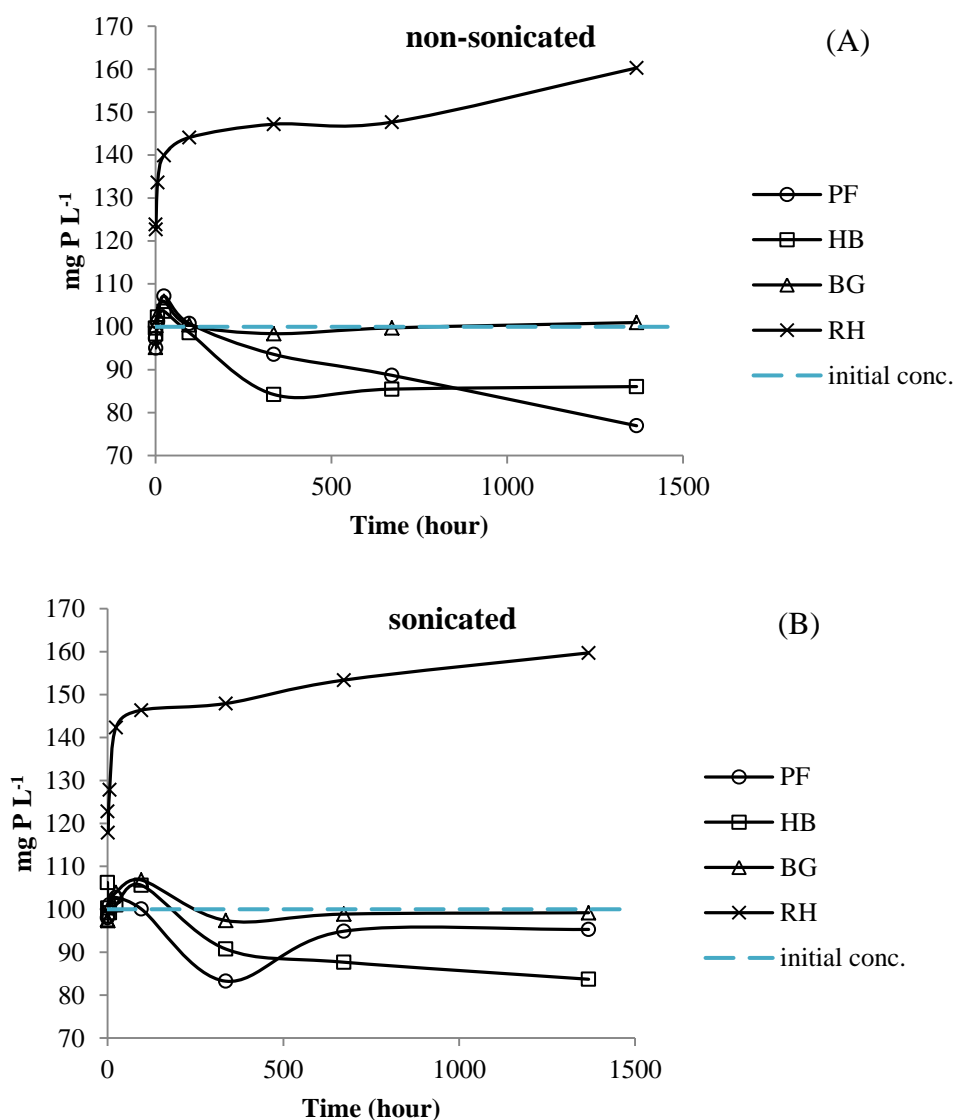 non-sonicated
(A)
mg P L-1
170
160
150
140
130
120
110
100
90
80
70
0
500
1000
1500
Time (hour)
PF
HB
BG
RH
initial conc.
sonicated
(B)
mg P L-1
170
160
150
140
130
120
110
100
90
80
70
0
500
1000
1500
Time (hour)
PF
HB
BG
RH
initial conc.